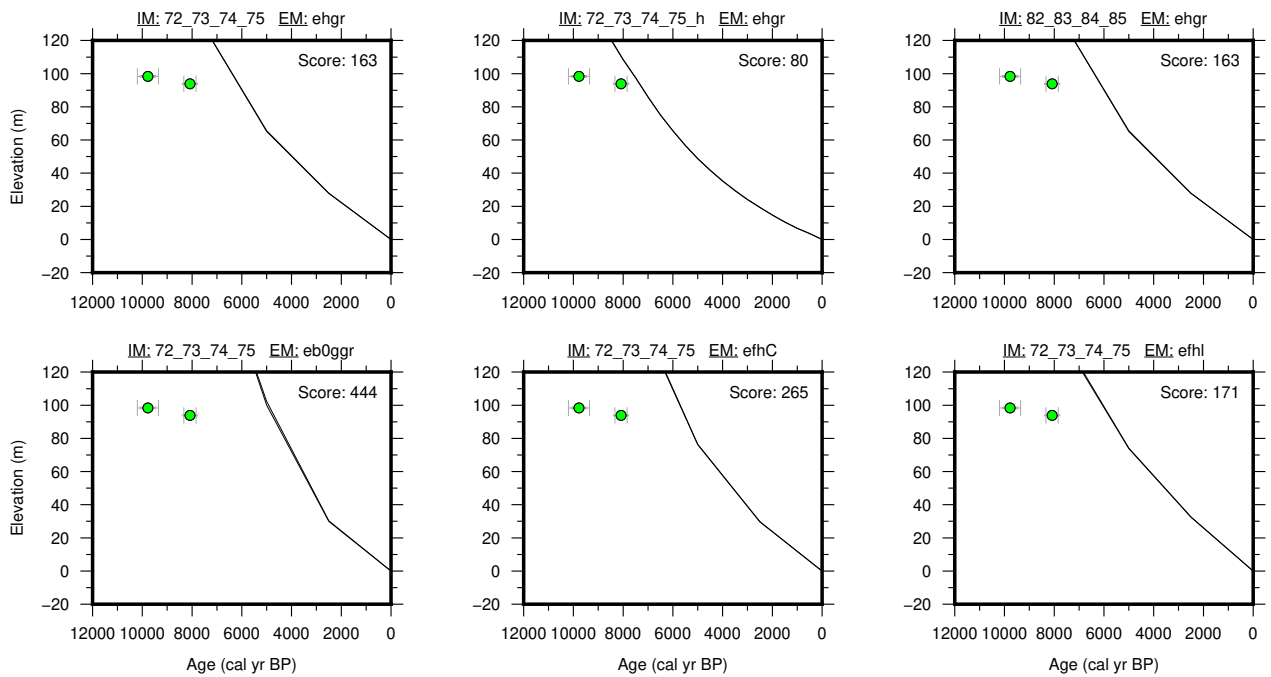 IM: 72_73_74_75 EM: ehgr
IM: 72_73_74_75_h EM: ehgr
IM: 82_83_84_85 EM: ehgr
Elevation (m)
120
100
80
60
40
20
0
−20
Score: 163
12000 10000 8000 6000 4000 2000 0
120
100
80
60
40
20
0
−20
Score: 80
12000 10000 8000 6000 4000 2000 0
120
100
80
60
40
20
0
−20
Score: 163
12000 10000 8000 6000 4000 2000 0
IM: 72_73_74_75 EM: eb0ggr
IM: 72_73_74_75 EM: efhC
IM: 72_73_74_75 EM: efhl
Elevation (m)
120
100
80
60
40
20
0
−20
Score: 444
12000 10000 8000 6000 4000 2000 0
Age (cal yr BP)
120
100
80
60
40
20
0
−20
Score: 265
12000 10000 8000 6000 4000 2000 0
Age (cal yr BP)
120
100
80
60
40
20
0
−20
Score: 171
12000 10000 8000 6000 4000 2000 0
Age (cal yr BP)